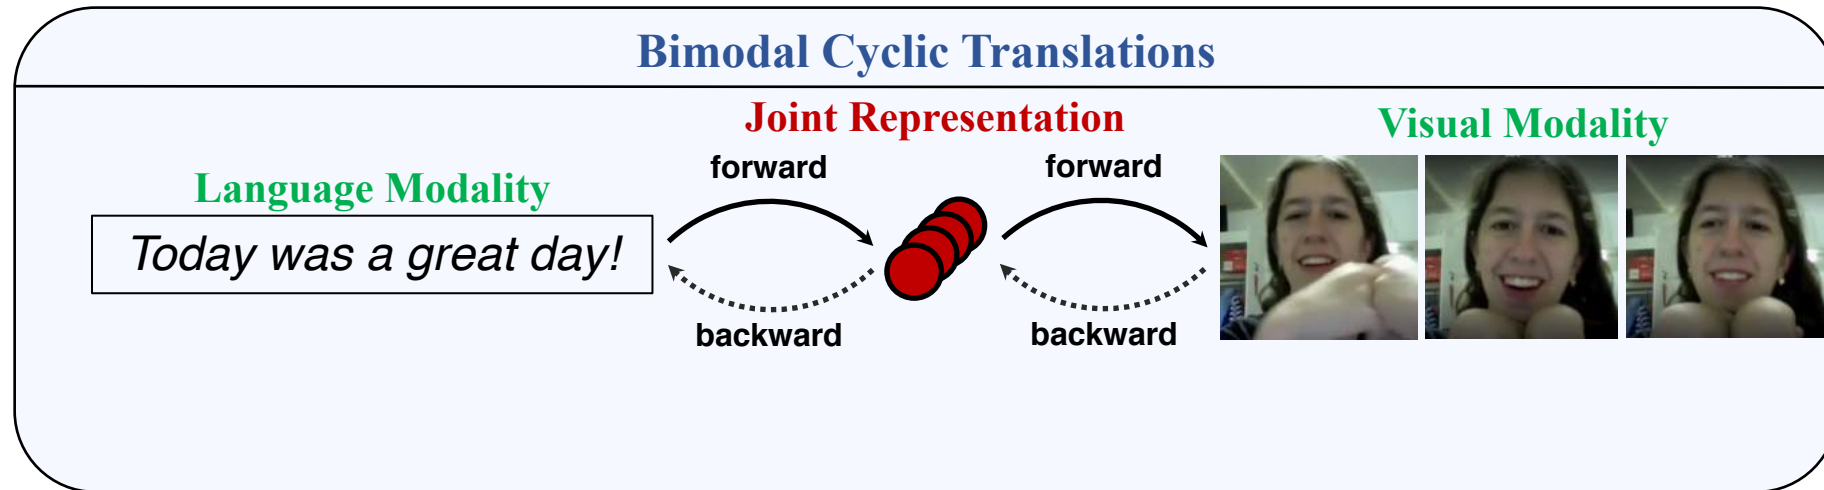 Bimodal Cyclic Translations
Joint Representation
Visual Modality
forward
forward
Language Modality
Today was a great day!
backward
backward